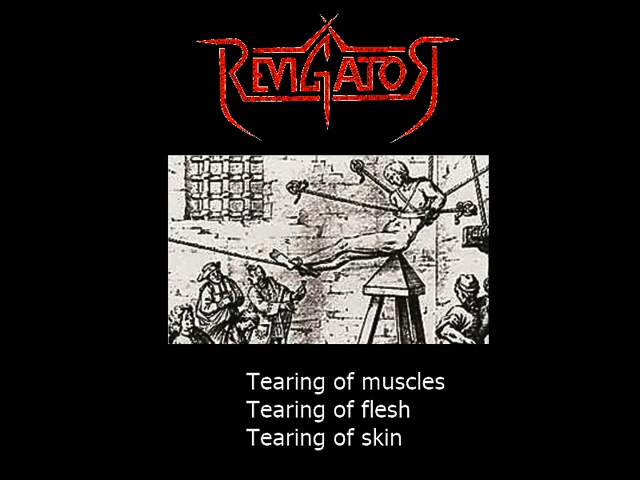 REVIGATOR
Tearing of muscles
Tearing of flesh
Tearing of skin